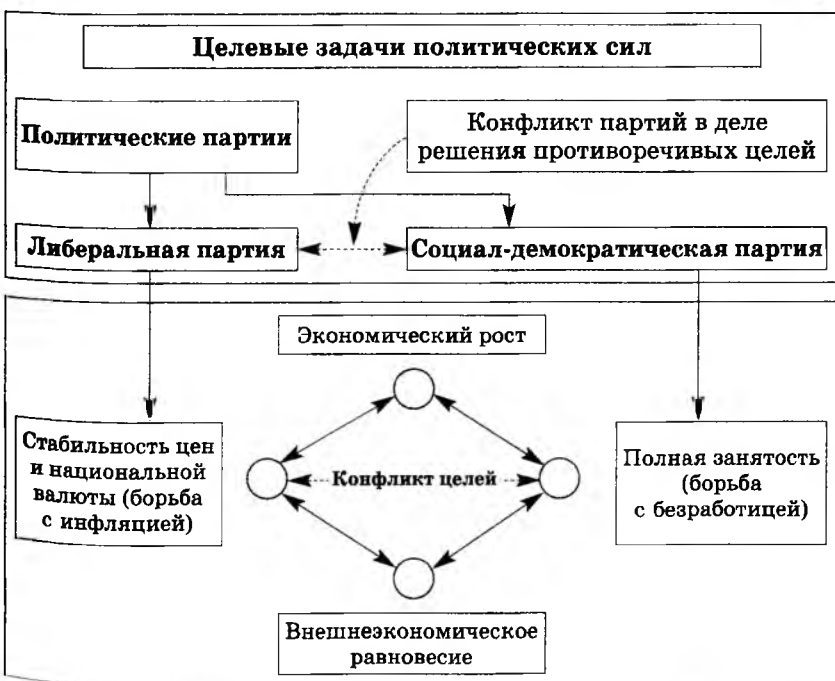 Целевые задачи политических сил
Политические партии
Конфликт партий в деле
решения противоречивых целей
Либеральная партия
Социал-демократическая партия
Экономический рост
Стабильность цен
и национальной
валюты (борьба
с инфляцией)
Конфликт целей
Полная занятость
(борьба
с безработицей)
Внешнеэкономическое
равновесие